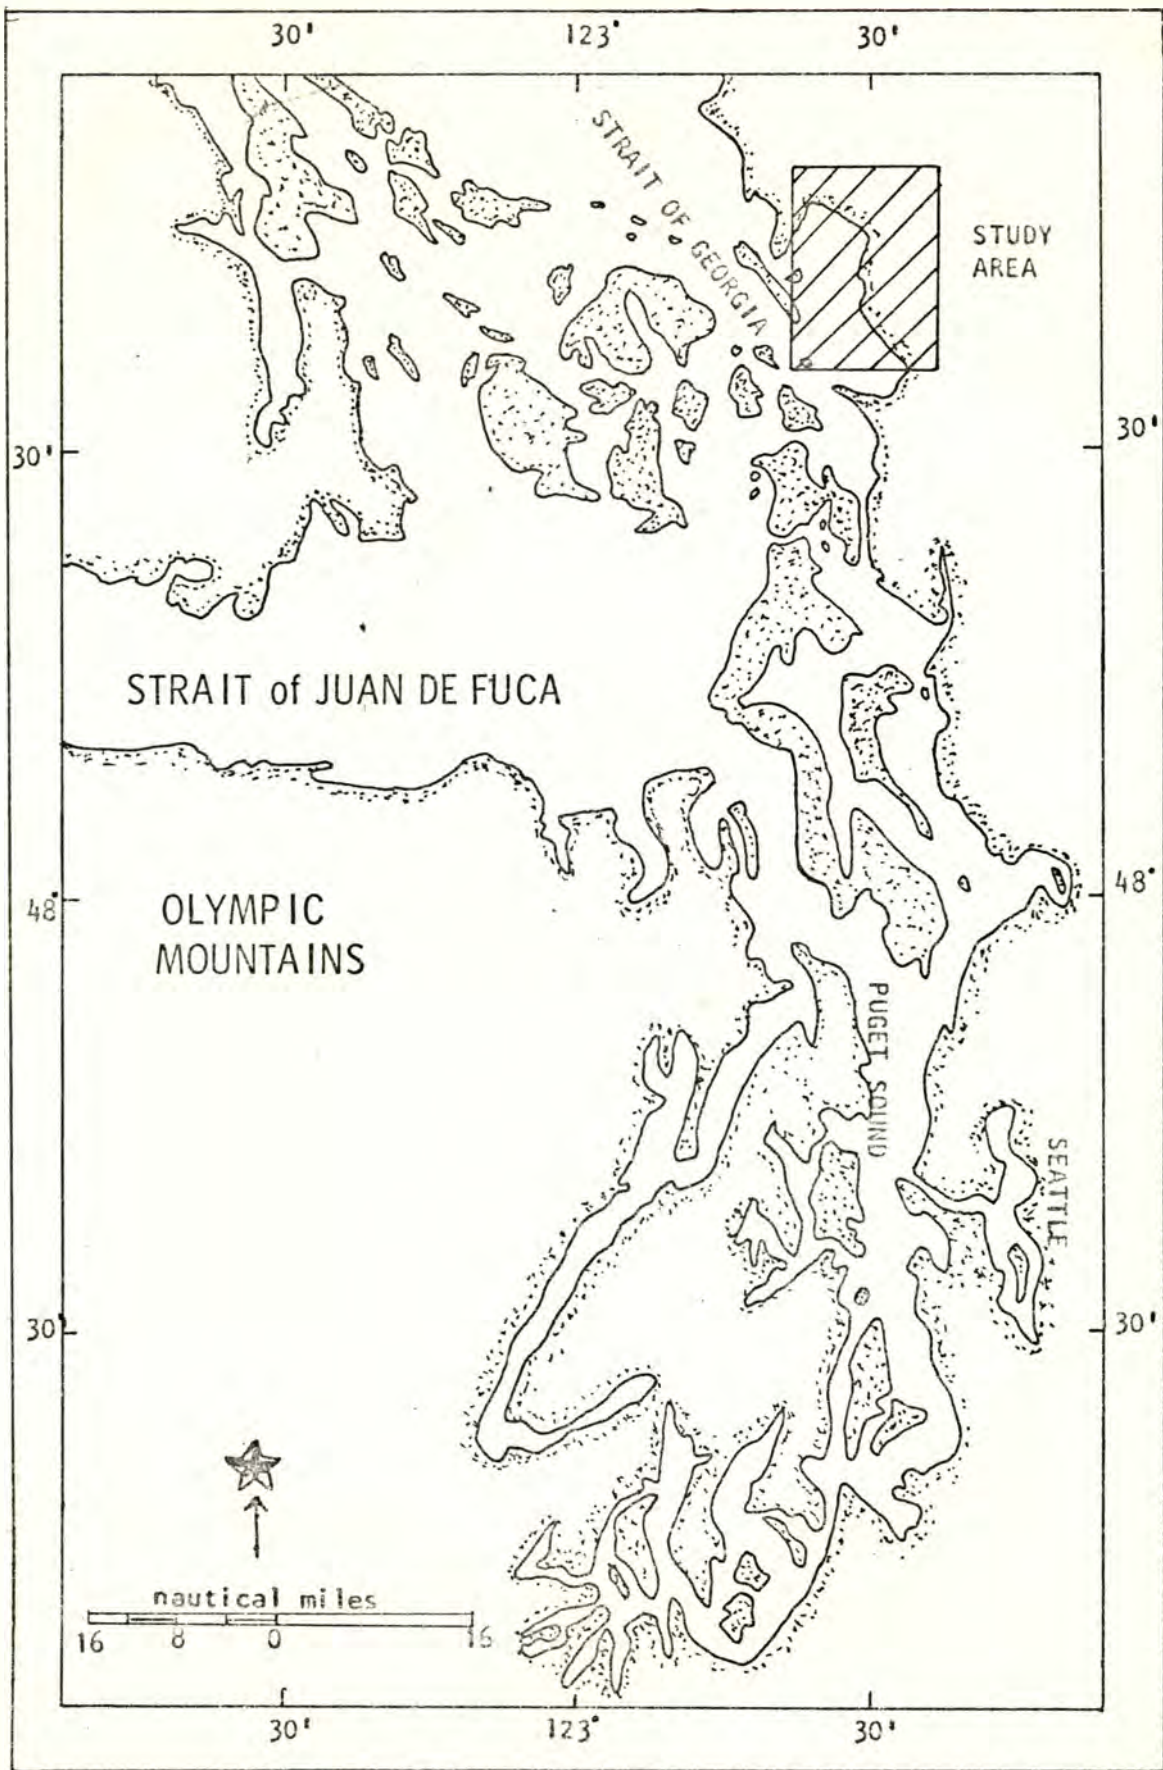 30' 123° 30'
STRAIT OF GEORGIA
STUDY
AREA
30' 30'
STRAIT of JUAN DE FUCA
48° 48°
OLYMPIC
MOUNTAINS
PUGET SOUND
SEATTLE
30' 30'
nautical miles
16 8 0 16
30' 123° 30'